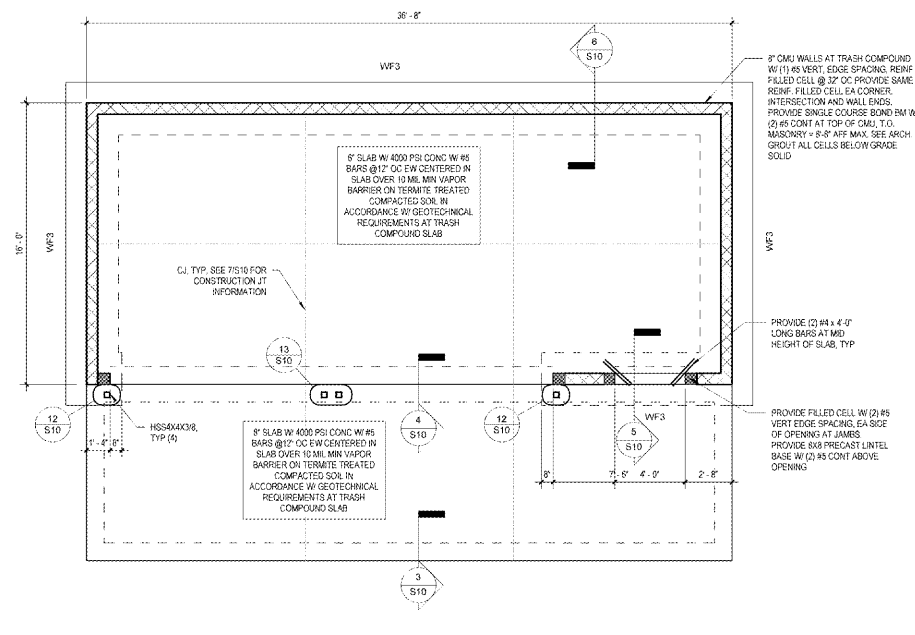 36' - 8"
6
S10
WF3
8" CMU WALLS AT TRASH COMPOUND
W/ (1) #5 VERT, EDGE SPACING, REINF
FILLED CELL @ 32" OC PROVIDE SAME
REINF. FILLED CELL EA CORNER,
INTERSECTION AND WALL ENDS.
PROVIDE SINGLE COURSE BOND BM W
(2) #5 CONT AT TOP OF CMU, T.O.
MASONRY = 8'-8" AFF MAX. SEE ARCH
GROUT ALL CELLS BELOW GRADE
SOLID
6" SLAB W/ 4000 PSI CONC W/ #5
BARS @12" OC EW CENTERED IN
SLAB OVER 10 MIL MIN VAPOR
BARRIER ON TERMITE TREATED
COMPACTED SOIL IN
ACCORDANCE W/ GEOTECHNICAL
REQUIREMENTS AT TRASH
COMPOUND SLAB
16' - 0"
WF3
WF3
CJ, TYP, SEE 7/S10 FOR
CONSTRUCTION JT
INFORMATION
PROVIDE (2) #4 x 4'-0"
LONG BARS AT MID
HEIGHT OF SLAB, TYP
13
S10
12
S10
HSS4X4X3/8,
TYP (4)
4
S10
12
S10
WF3
5
S10
PROVIDE FILLED CELL W/ (2) #5
VERT EDGE SPACING, EA SIDE
OF OPENING AT JAMBS
PROVIDE 8X8 PRECAST LINTEL
BASE W/ (2) #5 CONT ABOVE
OPENING
1' - 4" 8"
8" SLAB W/ 4000 PSI CONC W/ #5
BARS @12" OC EW CENTERED IN
SLAB OVER 10 MIL MIN VAPOR
BARRIER ON TERMITE TREATED
COMPACTED SOIL IN
ACCORDANCE W/ GEOTECHNICAL
REQUIREMENTS AT TRASH
COMPOUND SLAB
8" 7' - 6" 4' - 0" 2' - 8"
3
S10